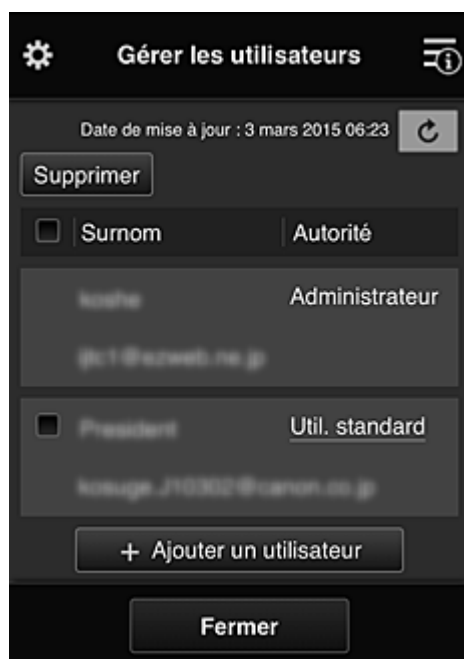 Gérer les utilisateurs
Date de mise à jour : 3 mars 2015 06:23
Supprimer
Surnom Autorité
Administrateur
Util. standard
+ Ajouter un utilisateur
Fermer